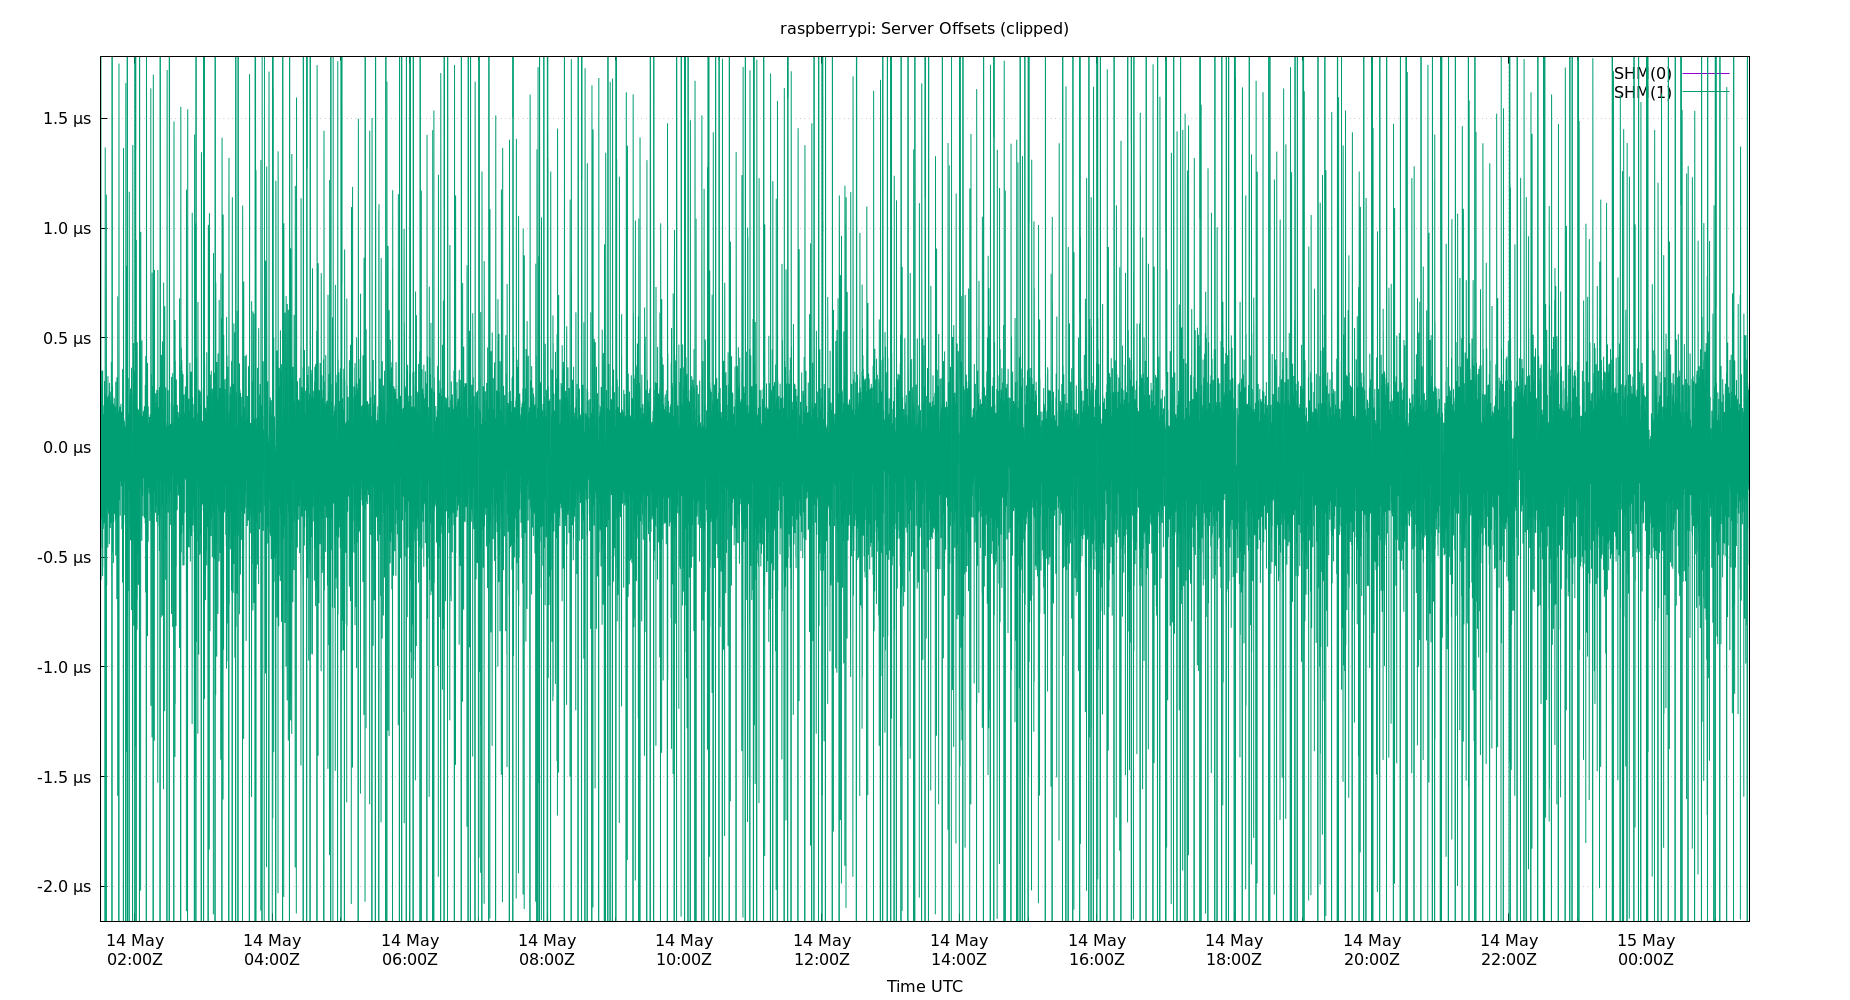 raspberrypi: Server Offsets (clipped)
SHM(0)
SHM(1)
1.5 µs
1.0 µs
0.5 µs
0.0 µs
-0.5 µs
-1.0 µs
-1.5 µs
-2.0 µs
14 May 14 May 14 May 14 May 14 May 14 May 14 May 14 May 14 May 14 May 14 May 15 May
02:00Z 04:00Z 06:00Z 08:00Z 10:00Z 12:00Z 14:00Z 16:00Z 18:00Z 20:00Z 22:00Z 00:00Z
Time UTC